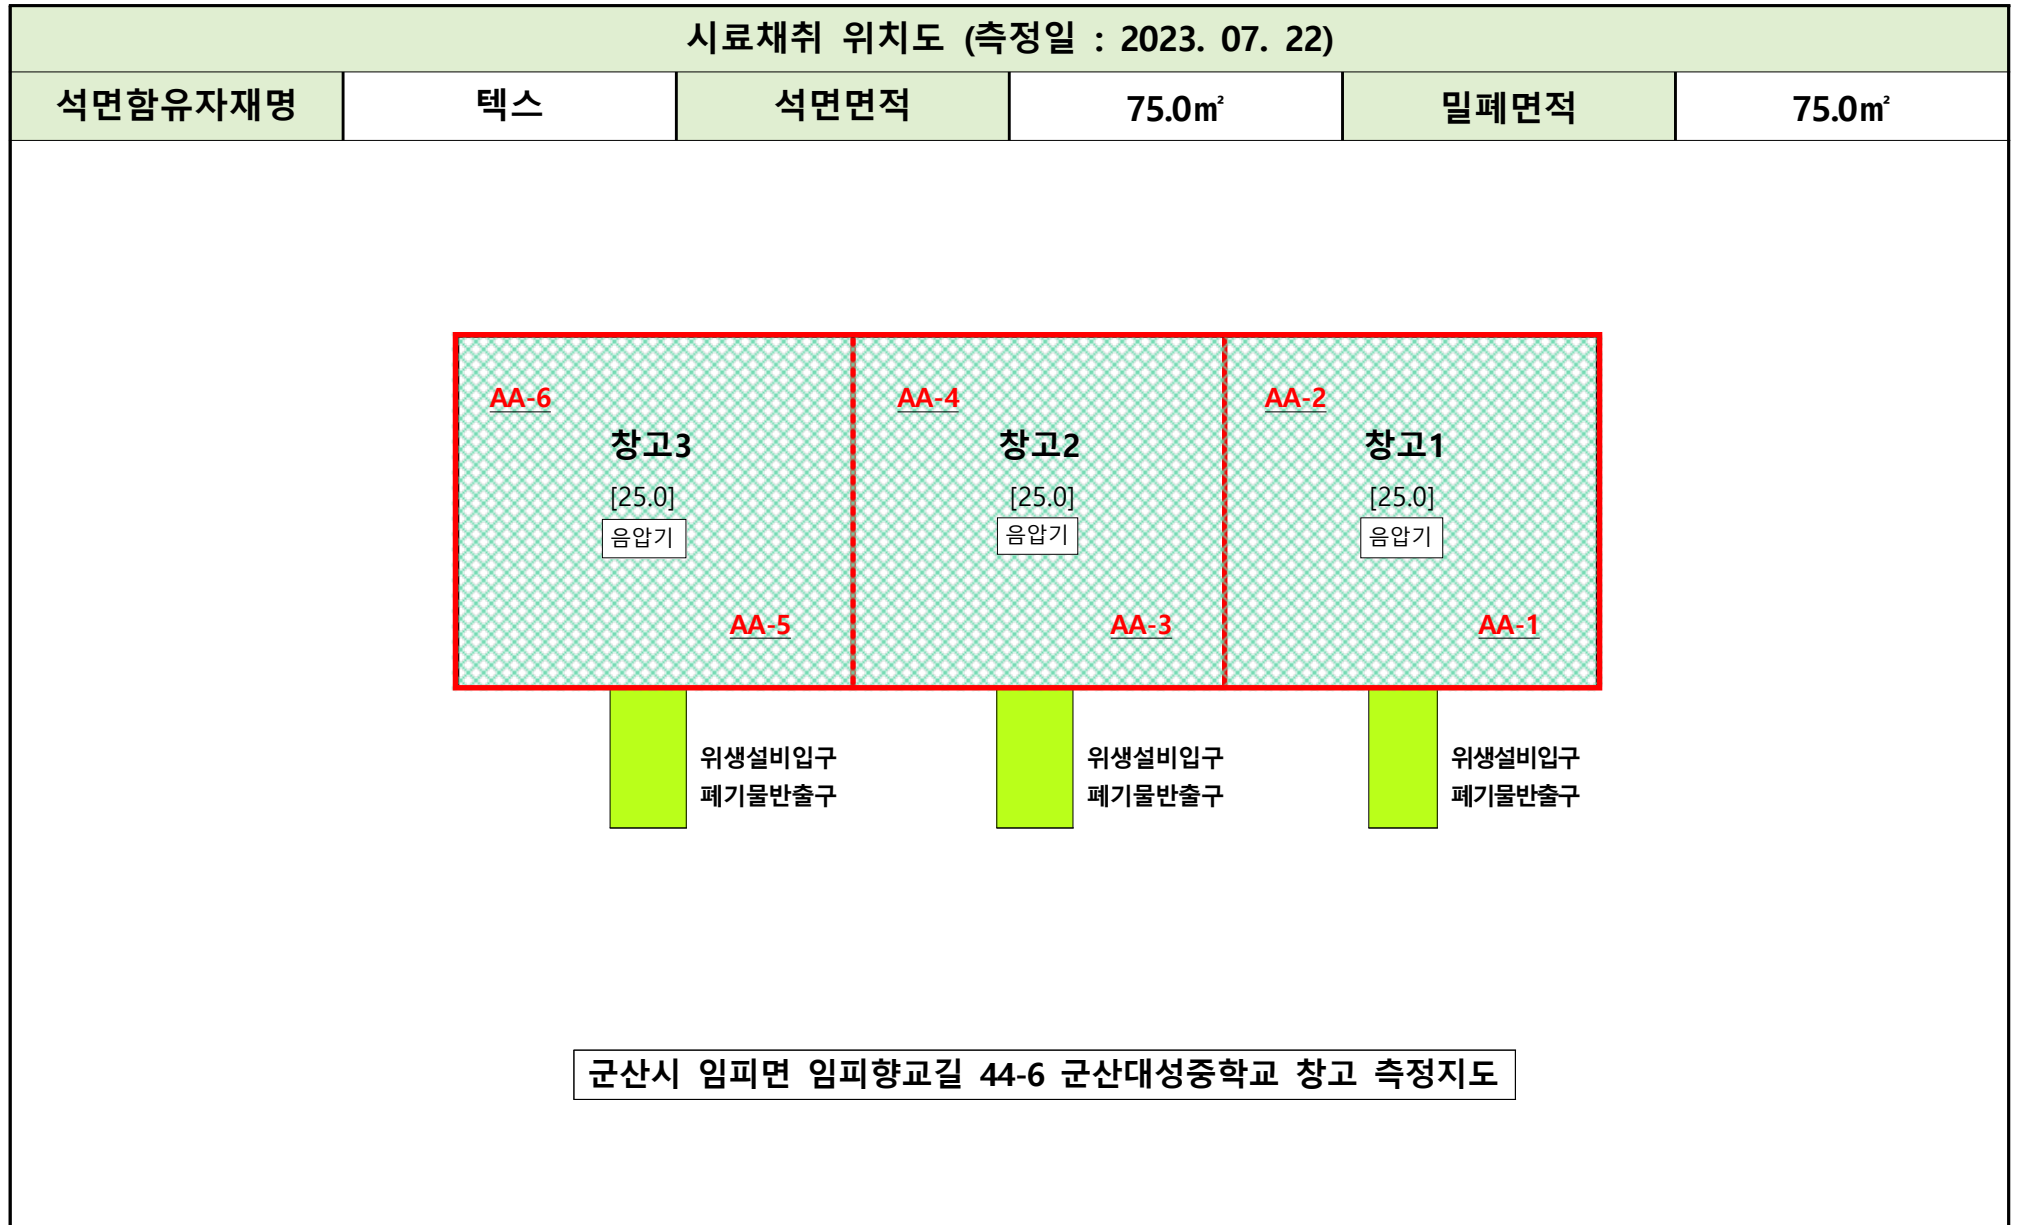 시료채취 위치도 (측정일 : 2023. 07. 22)
석면함유자재명 텍스 석면면적 75.0㎡ 밀폐면적 75.0㎡
AA-6 AA-4 AA-2
창고3 창고2 창고1
[25.0] [25.0] [25.0]
음압기 음압기 음압기
AA-5 AA-3 AA-1
위생설비입구 위생설비입구 위생설비입구
폐기물반출구 폐기물반출구 폐기물반출구
군산시 임피면 임피향교길 44-6 군산대성중학교 창고 측정지도